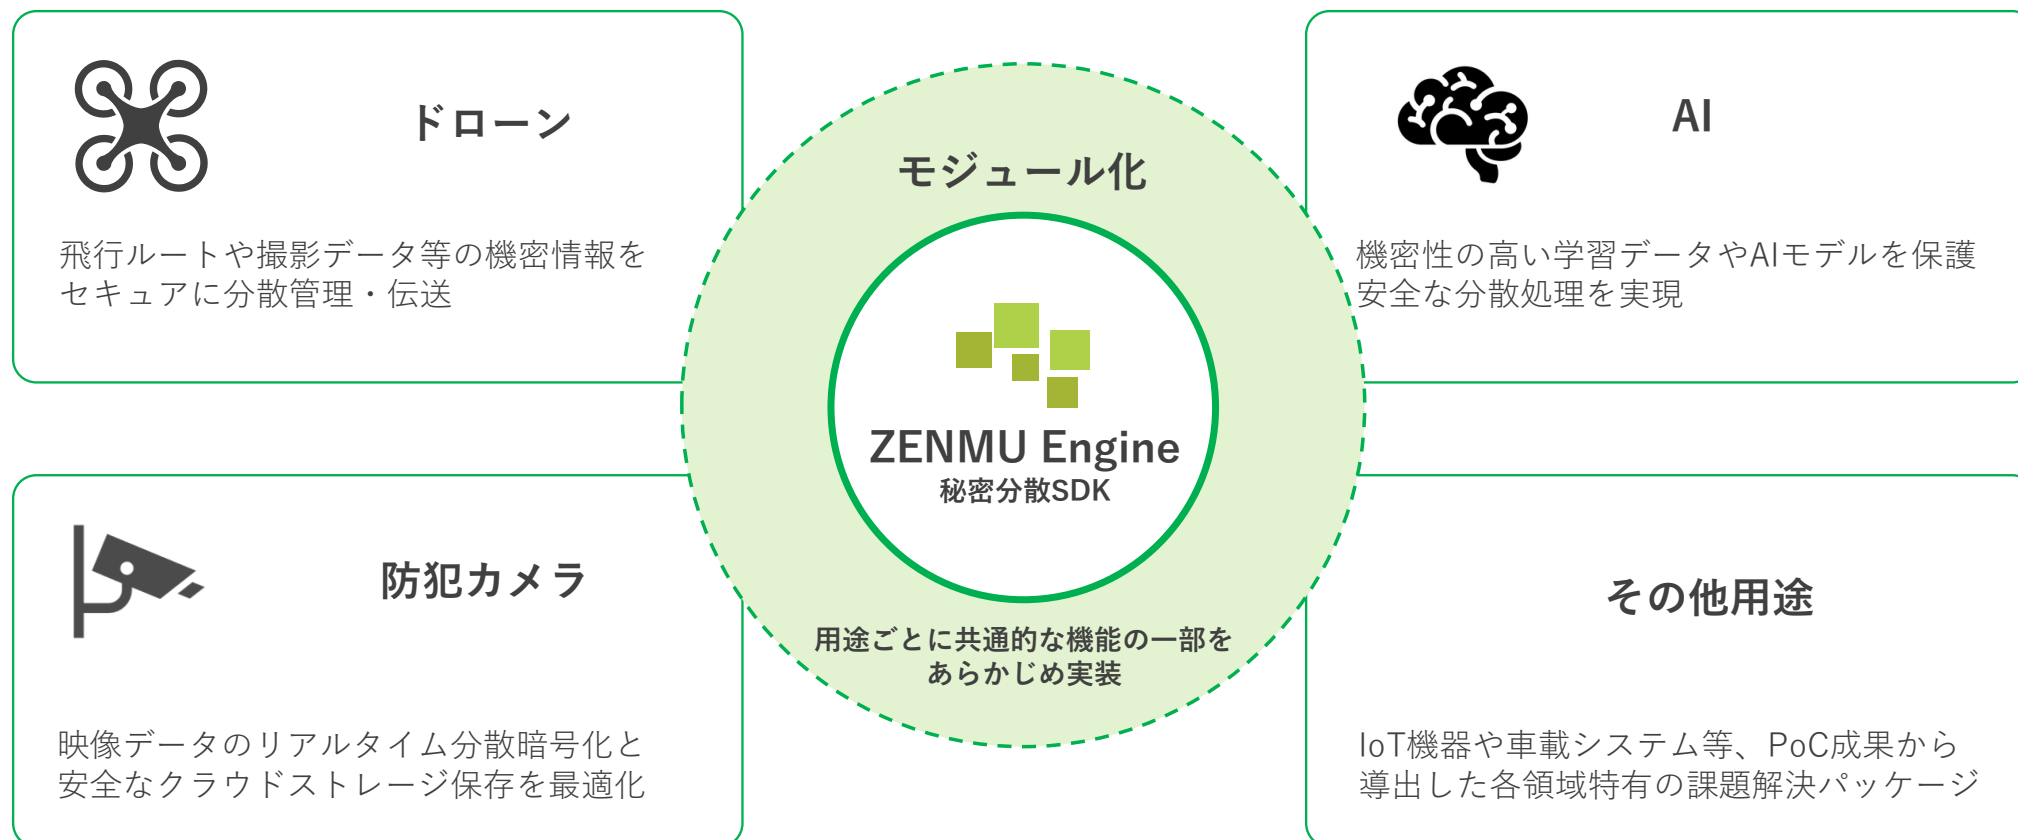 ドローン
飛行ルートや撮影データ等の機密情報を
セキュアに分散管理・伝送
AI
機密性の高い学習データやAIモデルを保護
安全な分散処理を実現
モジュール化
ZENMU Engine
秘密分散SDK
用途ごとに共通的な機能の一部を
あらかじめ実装
防犯カメラ
映像データのリアルタイム分散暗号化と
安全なクラウドストレージ保存を最適化
その他用途
IoT機器や車載システム等、PoC成果から
導出した各領域特有の課題解決パッケージ